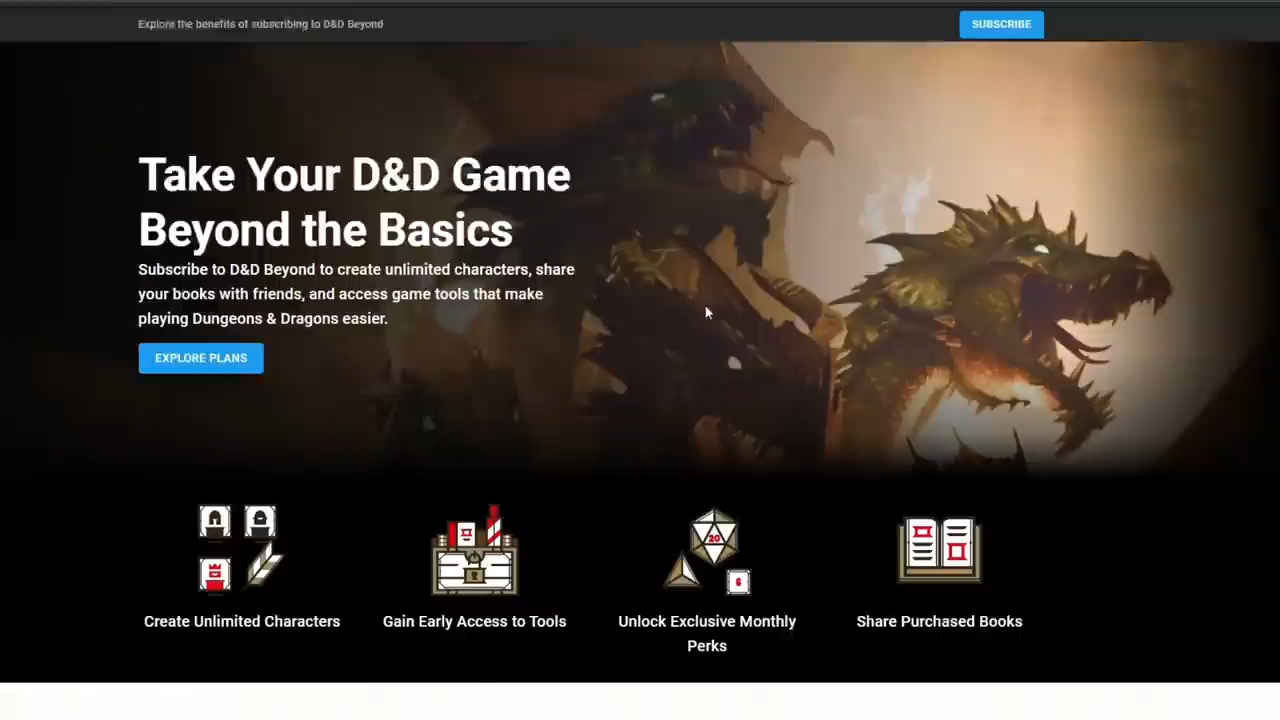 Explore the benefits of subscribing to D&D Beyond
SUBSCRIBE
Take Your D&D Game
Beyond the Basics
Subscribe to D&D Beyond to create unlimited characters, share
your books with friends, and access game tools that make
playing Dungeons & Dragons easier.
EXPLORE PLANS
20
6
Create Unlimited Characters
Gain Early Access to Tools
Unlock Exclusive Monthly
Perks
Share Purchased Books